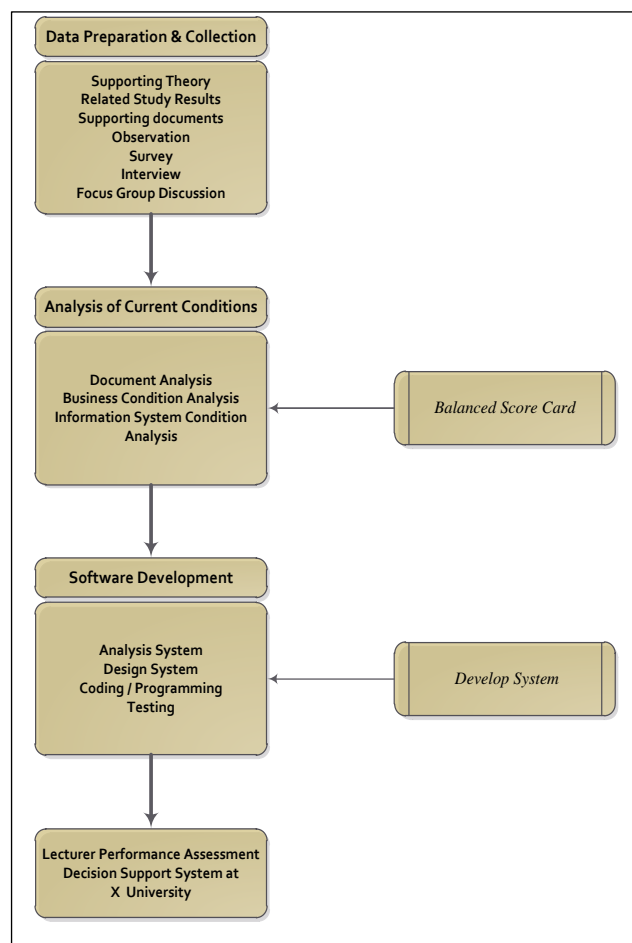 Data Preparation & Collection
Supporting Theory
Related Study Results
Supporting documents
Observation
Survey
Interview
Focus Group Discussion
Analysis of Current Conditions
Document Analysis
Business Condition Analysis
Information System Condition
Analysis
Balanced Score Card
Software Development
Analysis System
Design System
Coding / Programming
Testing
Develop System
Lecturer Performance Assessment
Decision Support System at
X University